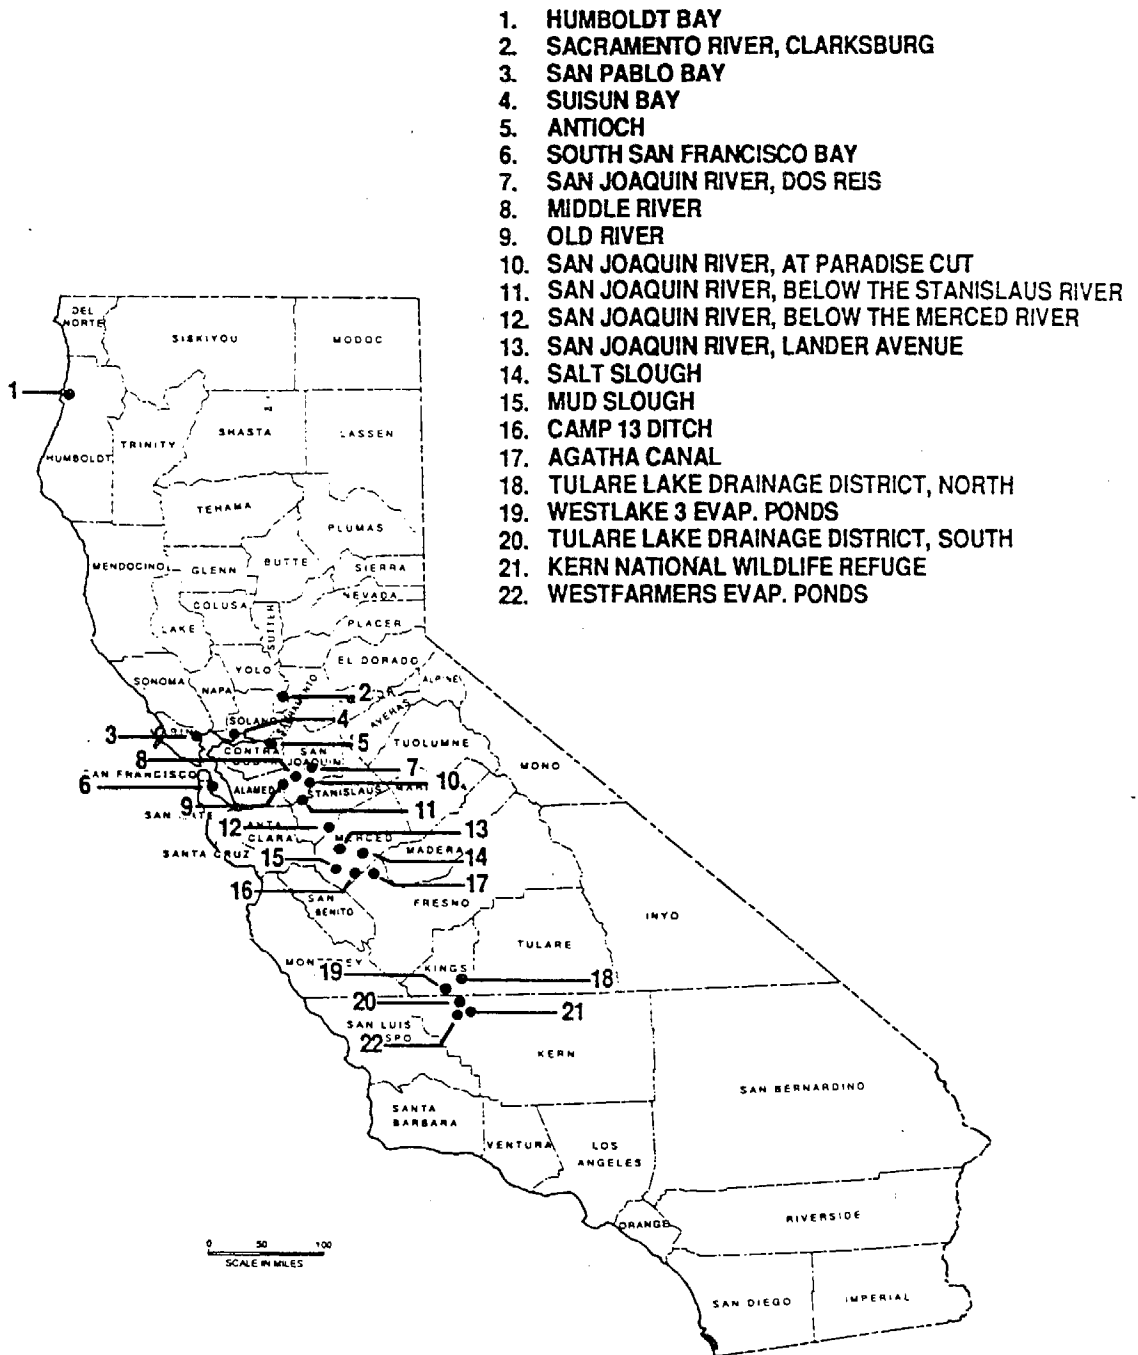 1. HUMBOLDT BAY
2. SACRAMENTO RIVER, CLARKSBURG
3. SAN PABLO BAY
4. SUISUN BAY
5. ANTIOCH
6. SOUTH SAN FRANCISCO BAY
7. SAN JOAQUIN RIVER, DOS REIS
8. MIDDLE RIVER
9. OLD RIVER
10. SAN JOAQUIN RIVER, AT PARADISE CUT
11. SAN JOAQUIN RIVER, BELOW THE STANISLAUS RIVER
12. SAN JOAQUIN RIVER, BELOW THE MERCED RIVER
13. SAN JOAQUIN RIVER, LANDER AVENUE
14. SALT SLOUGH
15. MUD SLOUGH
16. CAMP 13 DITCH
17. AGATHA CANAL
18. TULARE LAKE DRAINAGE DISTRICT, NORTH
19. WESTLAKE 3 EVAP. PONDS
20. TULARE LAKE DRAINAGE DISTRICT, SOUTH
21. KERN NATIONAL WILDLIFE REFUGE
22. WESTFARMERS EVAP. PONDS
DEL
NORTE
SISKIYOU
MODOC
1
SHASTA
LASSEN
TRINITY
HUMBOLDT
TEHAMA
PLUMAS
MENDOCINO
GLENN
BUTTE
SIERRA
NEVADA
COLUSA
SUTTER
PLACER
LAKE
YOLO
EL DORADO
SONOMA
NAPA
ALPINE
2
SACRAMENTO
SOLANO
4
3
MARIN
5
TUOLUMNE
CONTRA
SAN
JOAQUIN
8
7
MONO
SAN FRANCISCO
6
ALAMED
STANISLAUS
10
9
11
SAN
12
CLARA
MERCED
13
SANTA CRUZ
15
MADERA
14
16
17
SAN
BENITO
FRESNO
INYO
TULARE
MONTEREY
19
KINGS
18
20
21
SAN LUIS
22
KERN
SAN BERNARDINO
SANTA
BARBARA
VENTURA
LOS
ANGELES
ORANGE
RIVERSIDE
0 50 100
SCALE IN MILES
SAN DIEGO
IMPERIAL